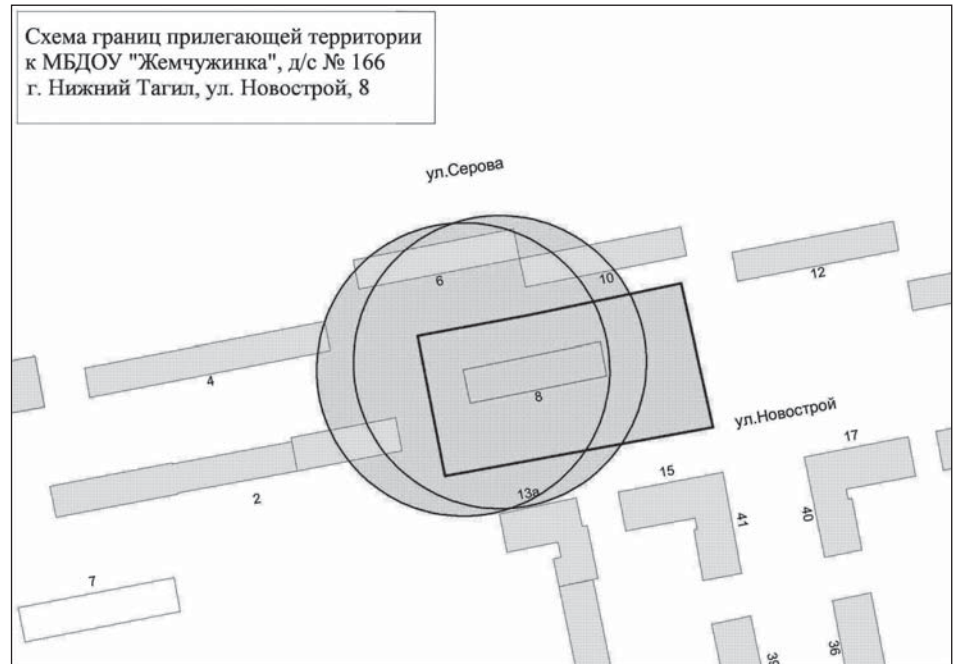 Схема границ прилегающей территории
к МБДОУ "Жемчужинка", д/с № 166
г. Нижний Тагил, ул. Новострой, 8
ул.Серова
6
10
12
4
8
ул.Новострой
2
13а
15
17
41
40
7
39
36